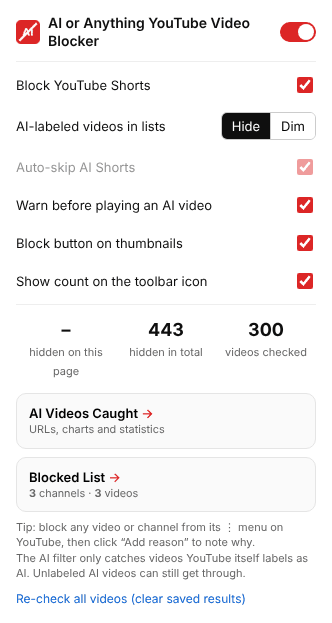 AI
AI or Anything YouTube Video
Blocker
Block YouTube Shorts
AI-labeled videos in lists
Hide
Dim
Auto-skip AI Shorts
Warn before playing an AI video
Block button on thumbnails
Show count on the toolbar icon
– 443 300
hidden on this hidden in total videos checked
page
AI Videos Caught →
URLs, charts and statistics
Blocked List →
3 channels · 3 videos
Tip: block any video or channel from its ⋮ menu on
YouTube, then click “Add reason” to note why.
The AI filter only catches videos YouTube itself labels as
AI. Unlabeled AI videos can still get through.
Re-check all videos (clear saved results)